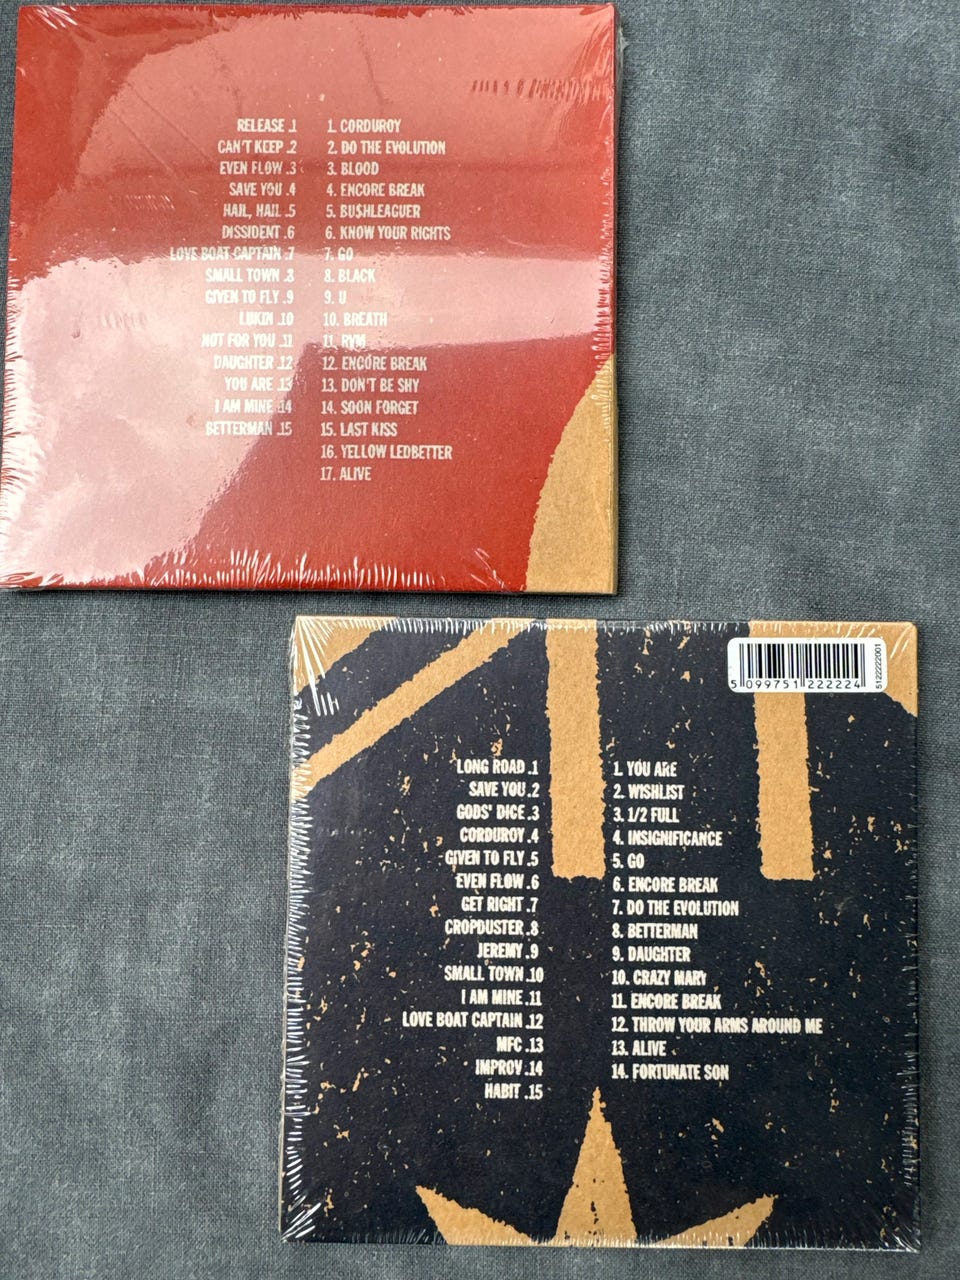 RELEASE .1
CAN'T KEEP .2
EVEN FLOW .3
SAVE YOU .4
HAIL, HAIL .5
DISSIDENT .6
LOVE BOAT CAPTAIN .7
SMALL TOWN .8
GIVEN TO FLY .9
LUKIN .10
NOT FOR YOU .11
DAUGHTER .12
YOU ARE .13
I AM MINE .14
BETTERMAN .15
1. CORDUROY
2. DO THE EVOLUTION
3. BLOOD
4. ENCORE BREAK
5. BU$HLEAGUER
6. KNOW YOUR RIGHTS
7. GO
8. BLACK
9. U
10. BREATH
11. RVM
12. ENCORE BREAK
13. DON'T BE SHY
14. SOON FORGET
15. LAST KISS
16. YELLOW LEDBETTER
17. ALIVE
5 099751 222224
5122222001
LONG ROAD .1
SAVE YOU .2
GODS' DICE .3
CORDUROY .4
GIVEN TO FLY .5
EVEN FLOW .6
GET RIGHT .7
CROPDUSTER .8
JEREMY .9
SMALL TOWN .10
I AM MINE .11
LOVE BOAT CAPTAIN .12
MFC .13
IMPROV .14
HABIT .15
1. YOU ARE
2. WISHLIST
3. 1/2 FULL
4. INSIGNIFICANCE
5. GO
6. ENCORE BREAK
7. DO THE EVOLUTION
8. BETTERMAN
9. DAUGHTER
10. CRAZY MARY
11. ENCORE BREAK
12. THROW YOUR ARMS AROUND ME
13. ALIVE
14. FORTUNATE SON